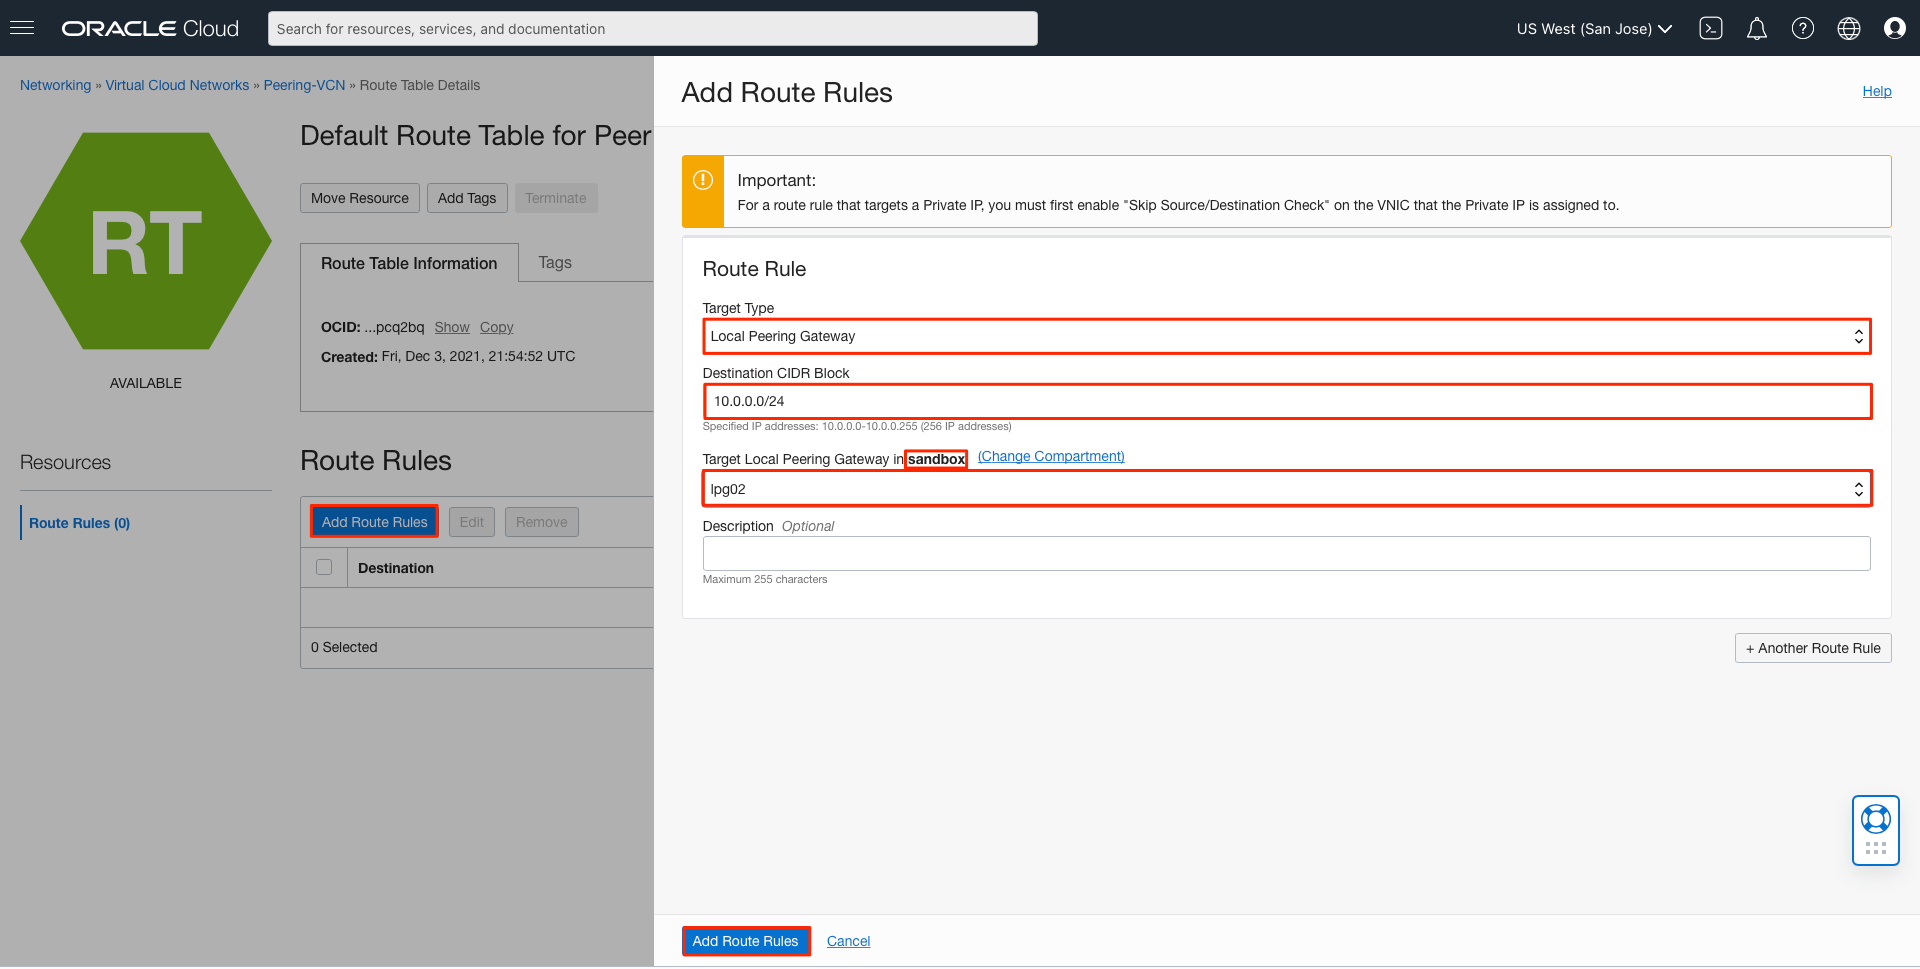 ORACLE Cloud
Search for resources, services, and documentation
US West (San Jose)
Networking » Virtual Cloud Networks » Peering-VCN » Route Table Details
RT
AVAILABLE
Default Route Table for Peer
Move Resource
Add Tags
Terminate
Route Table Information
Tags
OCID: ...pcq2bq Show Copy
Created: Fri, Dec 3, 2021, 21:54:52 UTC
Resources
Route Rules (0)
Route Rules
Add Route Rules
Edit
Remove
Destination
0 Selected
Add Route Rules
Help
Important:
For a route rule that targets a Private IP, you must first enable "Skip Source/Destination Check" on the VNIC that the Private IP is assigned to.
Route Rule
Target Type
Local Peering Gateway
Destination CIDR Block
10.0.0.0/24
Specified IP addresses: 10.0.0.0-10.0.0.255 (256 IP addresses)
Target Local Peering Gateway in sandbox (Change Compartment)
lpg02
Description Optional
Maximum 255 characters
+ Another Route Rule
Add Route Rules
Cancel